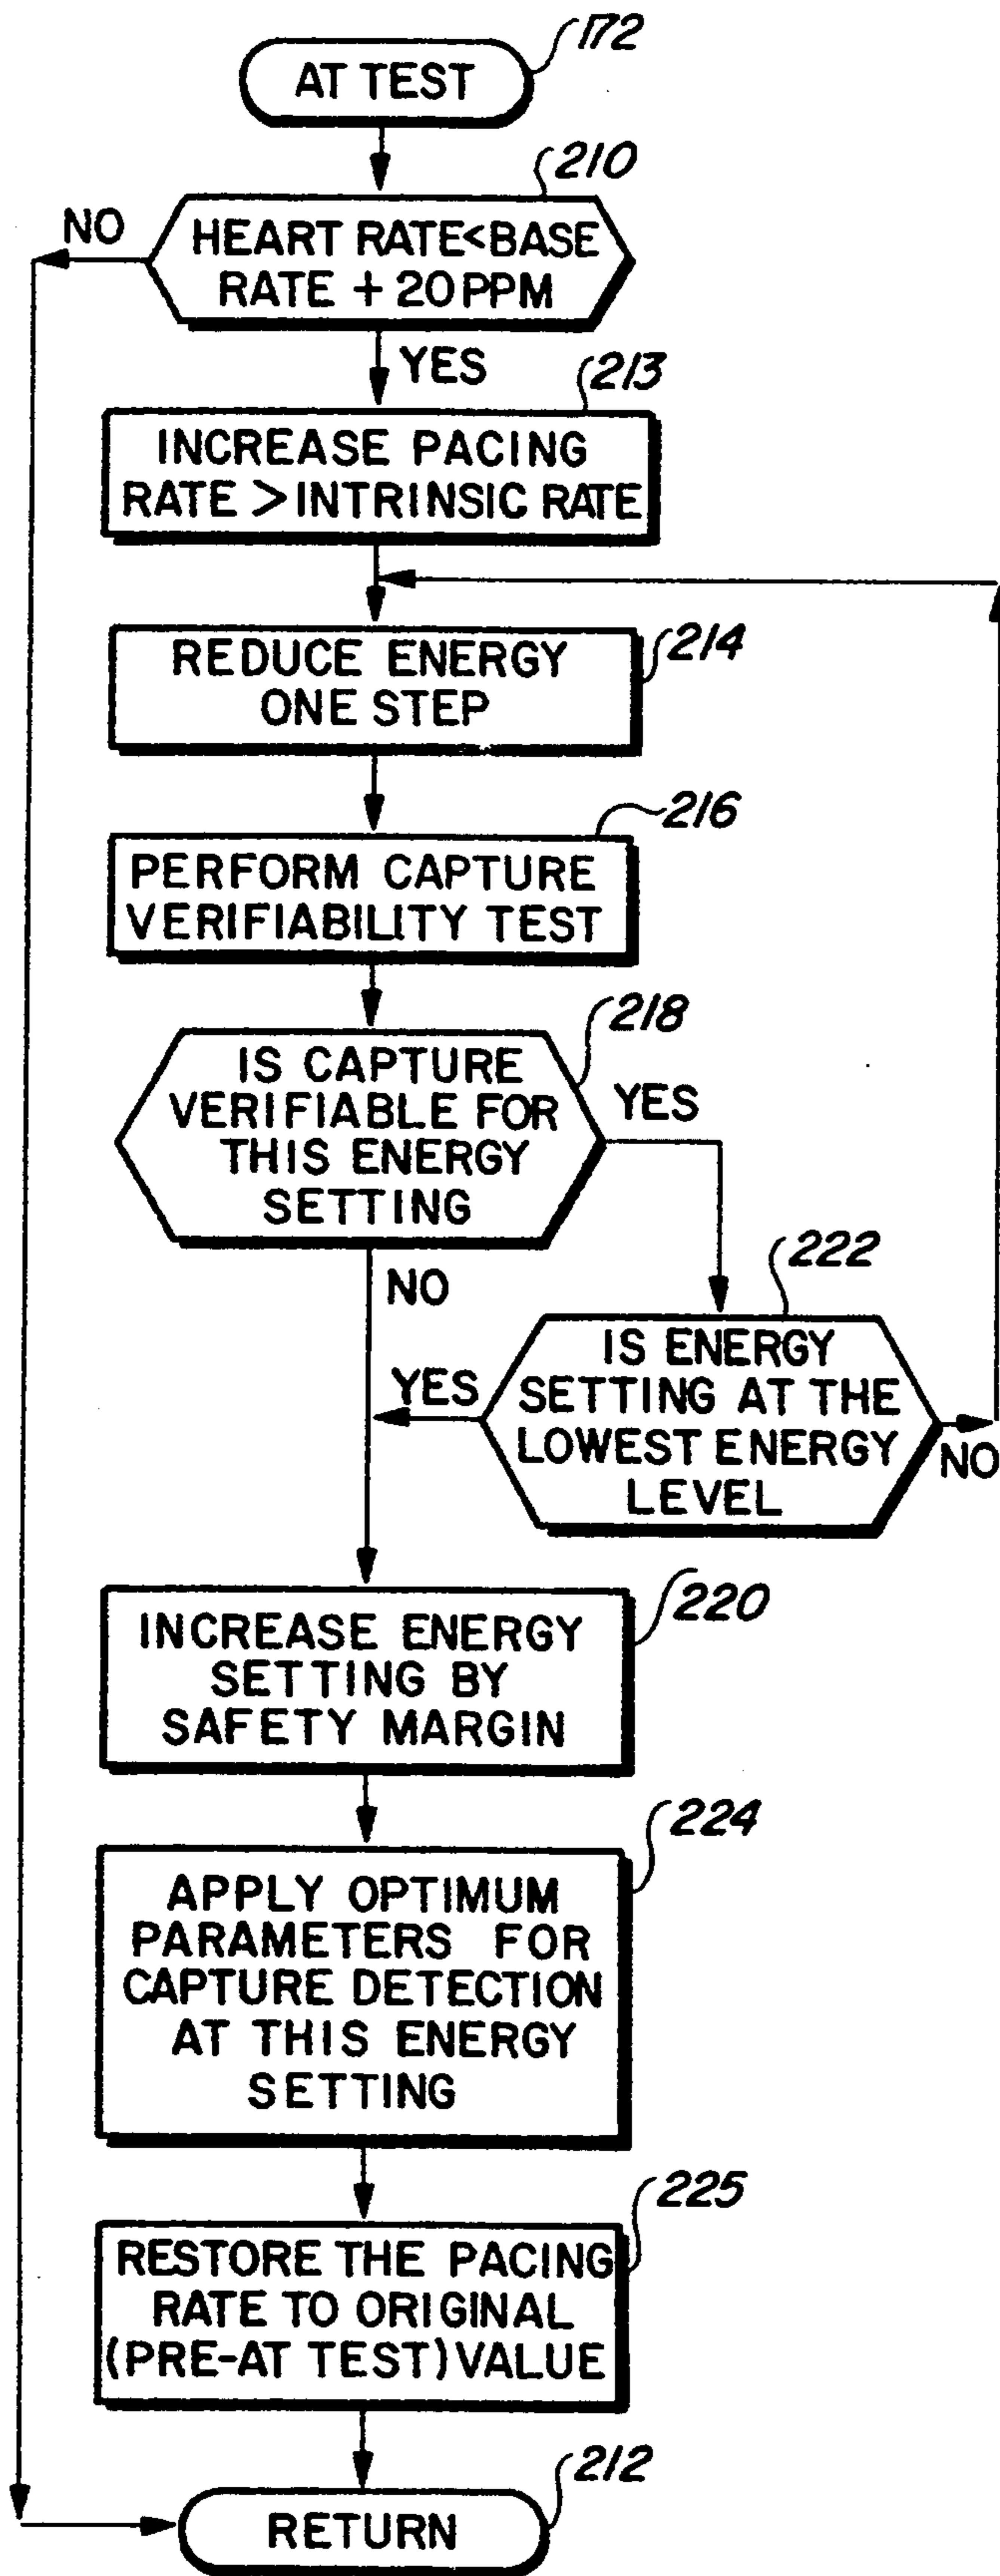 172
AT TEST
210
NO
HEART RATE<BASE
RATE + 20 PPM
YES
213
INCREASE PACING
RATE > INTRINSIC RATE
REDUCE ENERGY
ONE STEP
214
216
PERFORM CAPTURE
VERIFIABILITY TEST
218
IS CAPTURE
VERIFIABLE FOR
THIS ENERGY
SETTING
YES
NO
222
IS ENERGY
SETTING AT THE
LOWEST ENERGY
LEVEL
YES
NO
220
INCREASE ENERGY
SETTING BY
SAFETY MARGIN
224
APPLY OPTIMUM
PARAMETERS FOR
CAPTURE DETECTION
AT THIS ENERGY
SETTING
225
RESTORE THE PACING
RATE TO ORIGINAL
(PRE-AT TEST) VALUE
212
RETURN